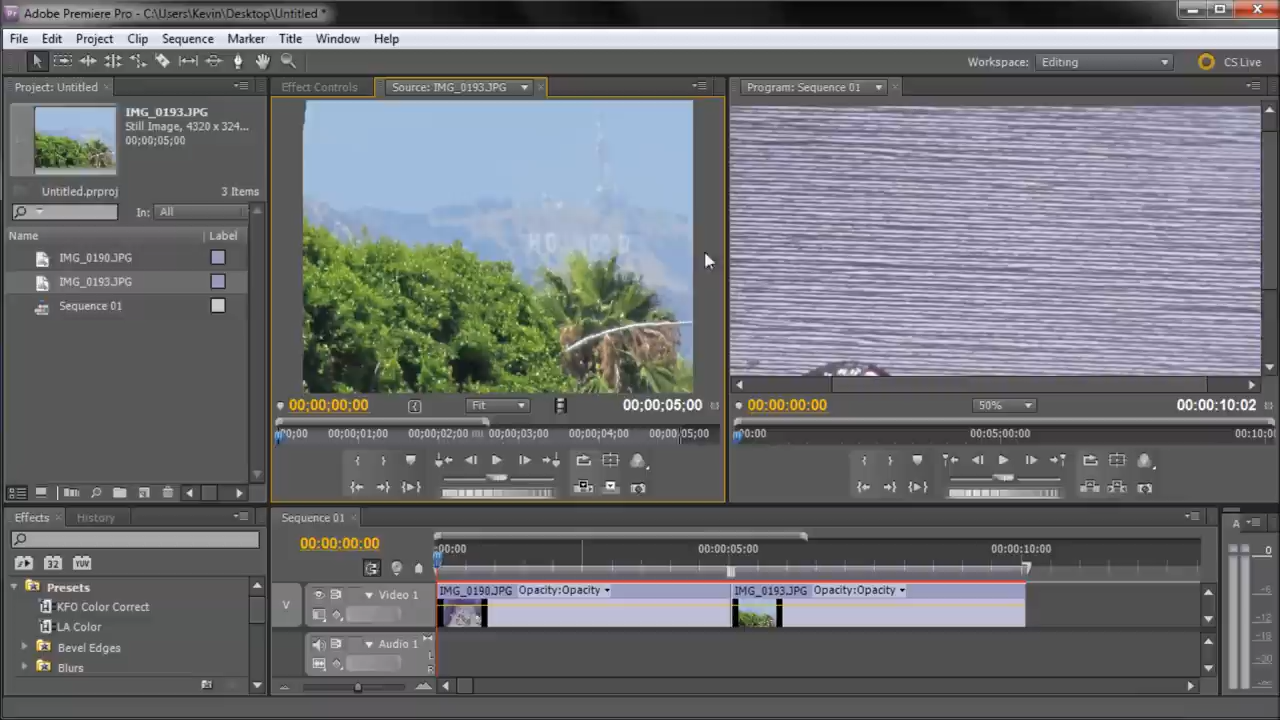 Adobe Premiere Pro - C:\Users\Kevin\Desktop\Untitled *
File Edit Project Clip Sequence Marker Title Window Help
Workspace: Editing CS Live
Project: Untitled
Effect Controls
Source: IMG_0193.JPG
Program: Sequence 01
IMG_0193.JPG
Still Image, 4320 x 324...
00;00;05;00
Untitled.prproj
3 Items
In: All
Name Label
IMG_0190.JPG
IMG_0193.JPG
Sequence 01
00;00;00;00
Fit
00;00;05;00
00:00:00:00
50%
00:00:10:02
00;00;01;00 00;00;02;00 00;00;03;00 00;00;04;00 00;00;05;00
00:00 00:05:00:00 00:10:0
Effects History
32 YUV
Presets
KFO Color Correct
LA Color
Bevel Edges
Blurs
Sequence 01
00:00:00:00
00:00 00:00:05:00 00:00:10:00
IMG_0190.JPG Opacity:Opacity
IMG_0193.JPG Opacity:Opacity
V Video 1
Audio 1
L
R
A
0
-6
-12
-18
-30